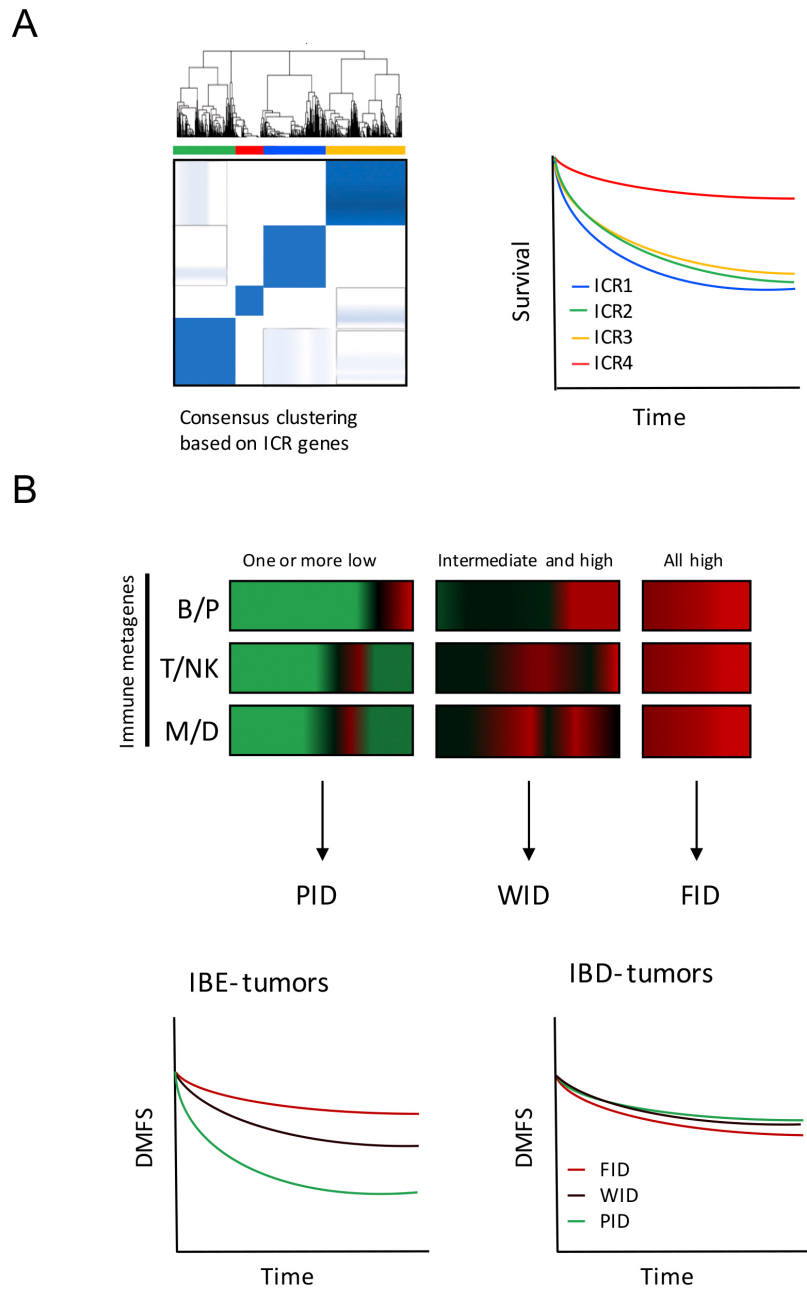 A
Consensus clustering
based on ICR genes
Survival
ICR1
ICR2
ICR3
ICR4
Time
B
One or more low
Intermediate and high
All high
Immune metagenes
B/P
T/NK
M/D
PID
WID
FID
IBE-tumors
DMFS
Time
IBD-tumors
DMFS
FID
WID
PID
Time